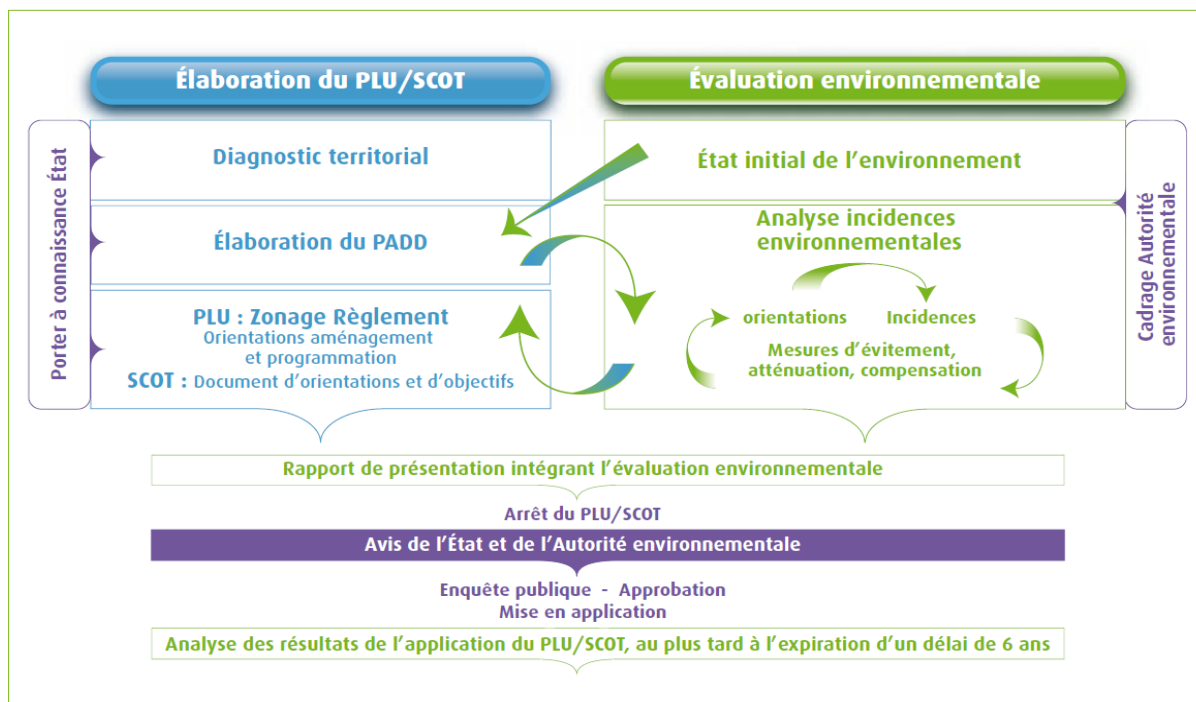 Élaboration du PLU/SCOT
Évaluation environnementale
Porter à connaissance État
Diagnostic territorial
État initial de l'environnement
Élaboration du PADD
Analyse incidences
environnementales
PLU : Zonage Règlement
Orientations aménagement
et programmation
SCOT : Document d'orientations et d'objectifs
orientations
Incidences
Mesures d'évitement,
atténuation, compensation
Cadrage Autorité
environnementale
Rapport de présentation intégrant l'évaluation environnementale
Arrêt du PLU/SCOT
Avis de l'État et de l'Autorité environnementale
Enquête publique - Approbation
Mise en application
Analyse des résultats de l'application du PLU/SCOT, au plus tard à l'expiration d'un délai de 6 ans